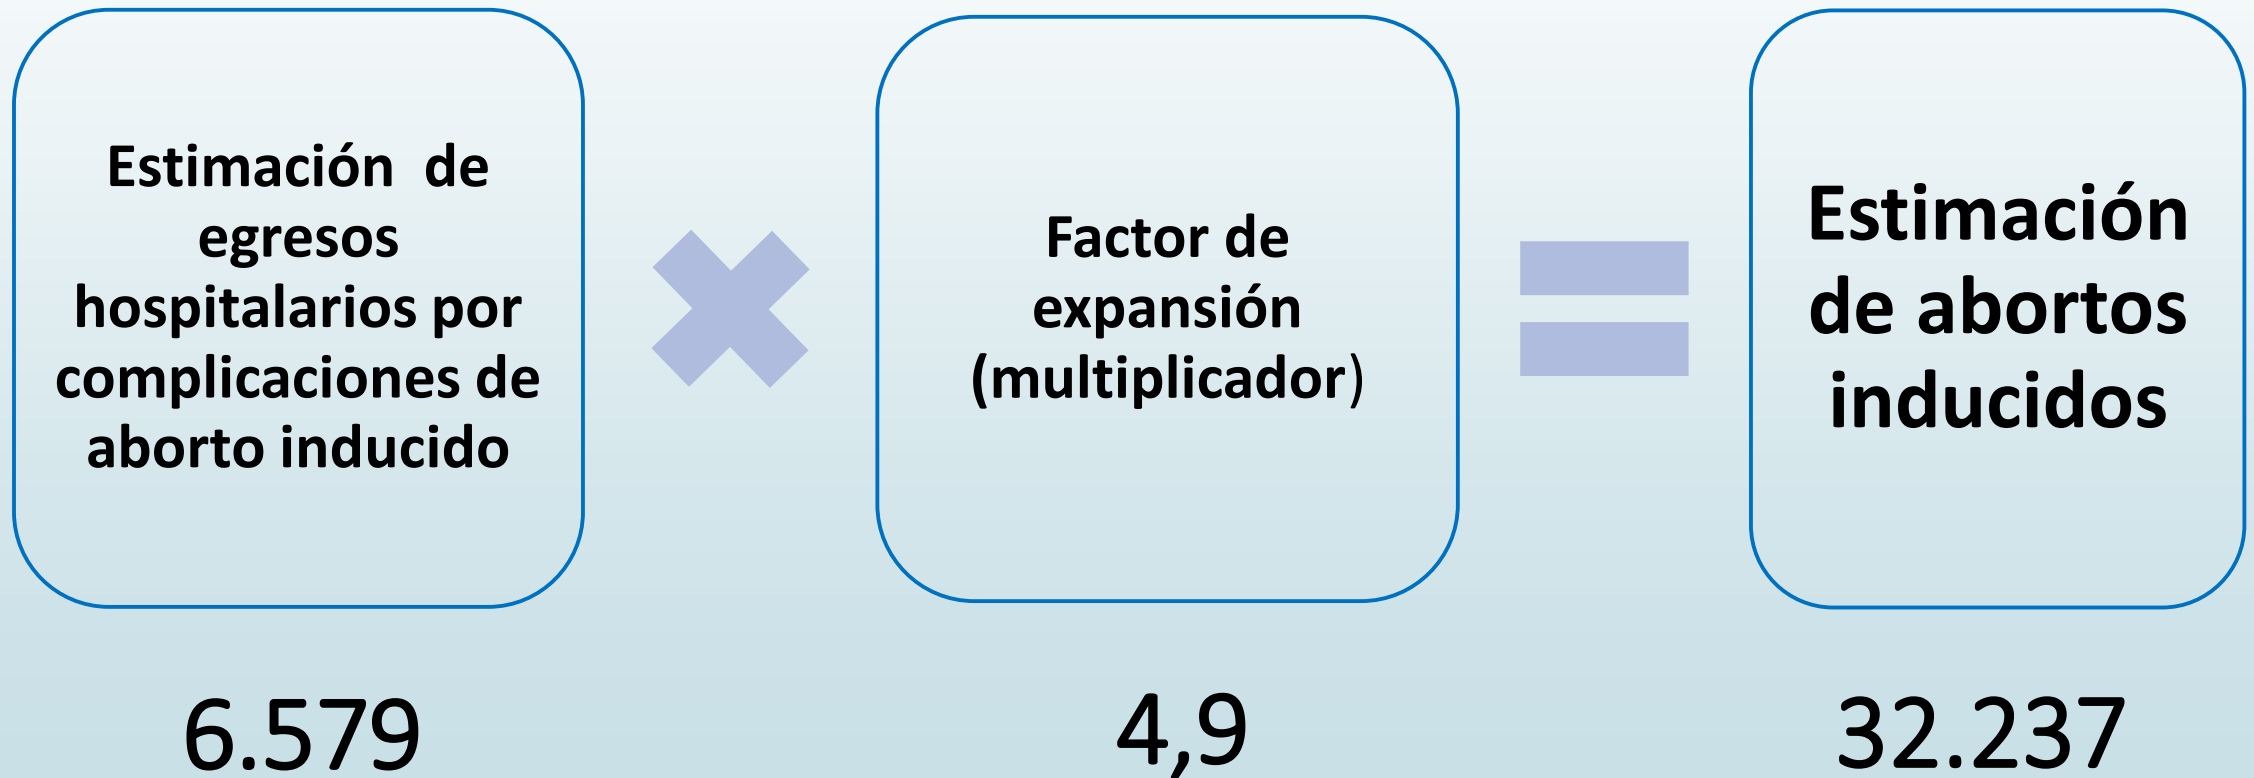 Estimación de
egresos
hospitalarios por
complicaciones de
aborto inducido
Factor de
expansión
(multiplicador)
Estimación
de abortos
inducidos
6.579
4,9
32.237